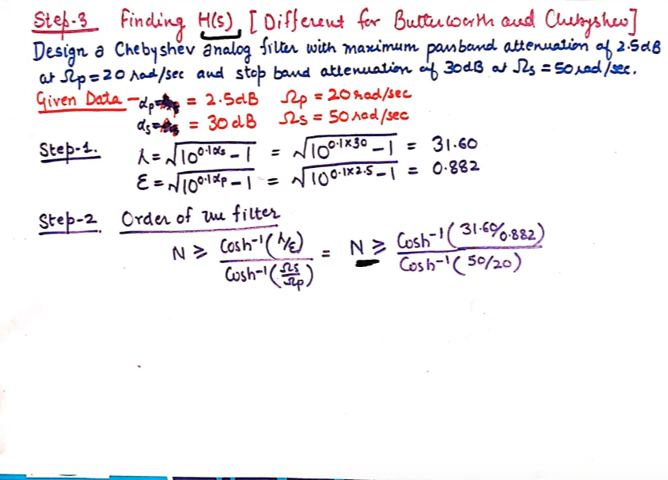 Step-3 Finding H(s) [Different for Butterworth and Chebyshev]
Design a Chebyshev analog filter with maximum passband attenuation of 2.5dB
at Ωp = 20 rad/sec and stop band attenuation of 30dB at Ωs = 50 rad/sec.
Given Data - αp = 2.5dB Ωp = 20 rad/sec
αs = 30dB Ωs = 50 rad/sec
Step-1. λ = √(10^0.1αs - 1) = √(10^0.1×30 - 1) = 31.60
ε = √(10^0.1αp - 1) = √(10^0.1×2.5 - 1) = 0.882
Step-2 Order of the filter
N ≥ Cosh⁻¹(λ/ε) / Cosh⁻¹(Ωs/Ωp) = N ≥ Cosh⁻¹(31.60/0.882) / Cosh⁻¹(50/20)